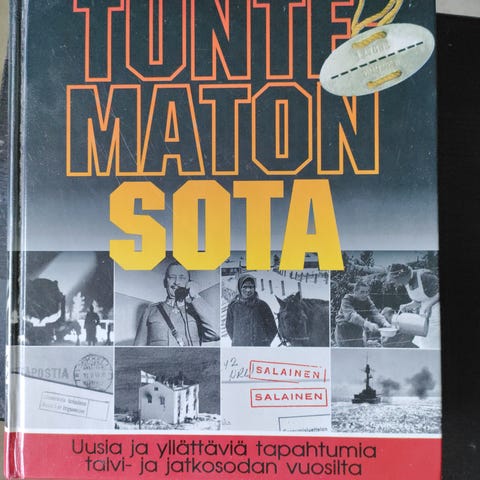 TUNTE-
MATON
SOTA
SALAINEN
SALAINEN
Uusia ja yllättäviä tapahtumia
talvi- ja jatkosodan vuosilta